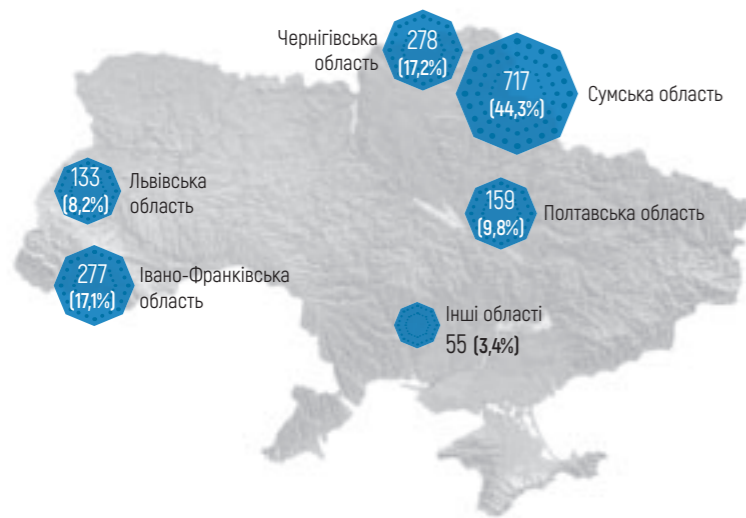 Чернігівська
область
278
(17,2%)
717
(44,3%)
Сумська область
133
(8,2%)
Львівська
область
159
(9,8%)
Полтавська область
277
(17,1%)
Івано-Франківська
область
Інші області
55 (3,4%)